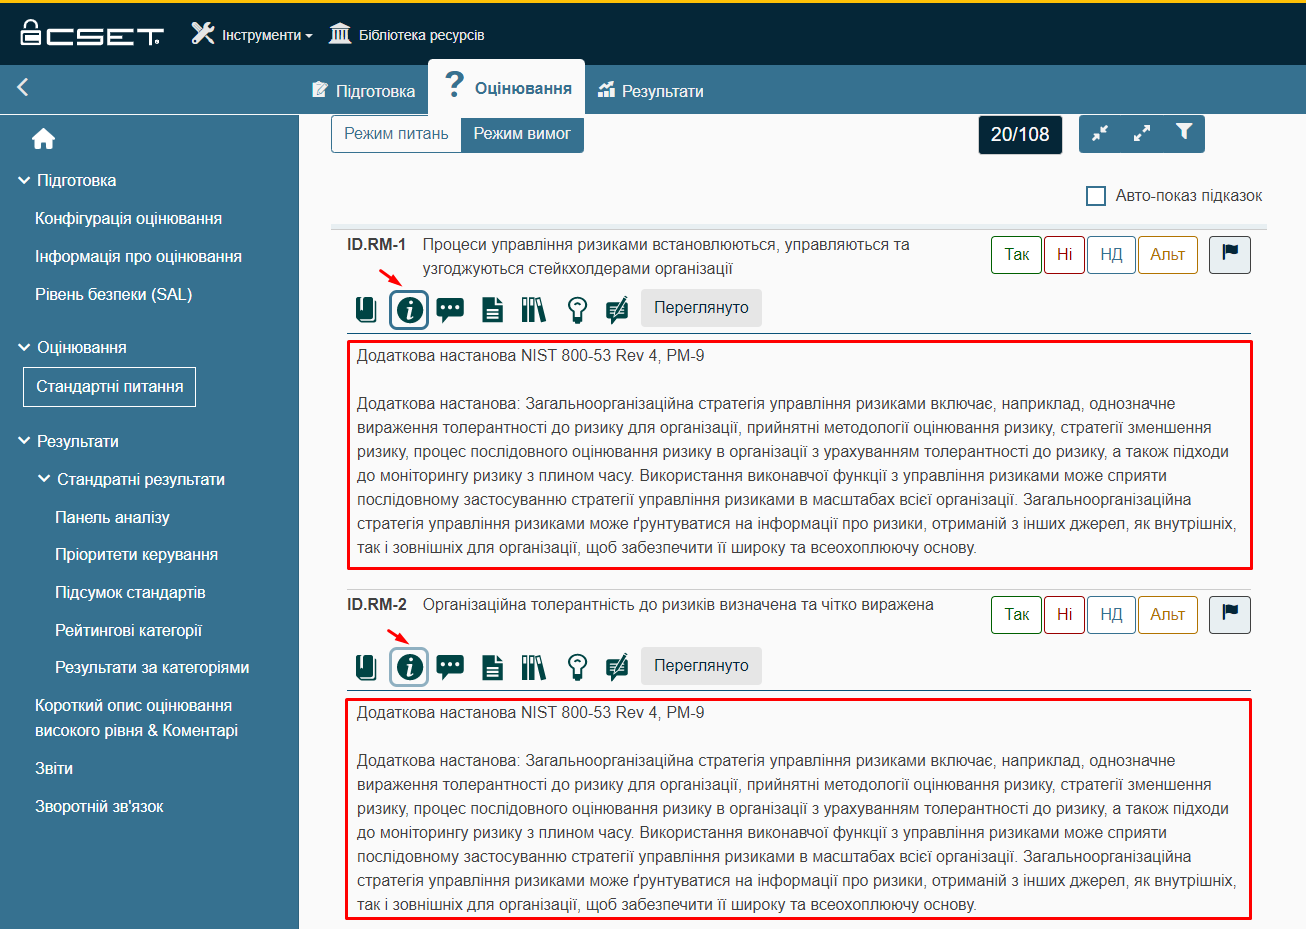 CSET
Інструменти
Бібліотека ресурсів
Підготовка
? Оцінювання
Результати
Режим питань
Режим вимог
20/108
Авто-показ підказок
Підготовка
Конфігурація оцінювання
Інформація про оцінювання
Рівень безпеки (SAL)
Оцінювання
Стандартні питання
Результати
Стандратні результати
Панель аналізу
Пріоритети керування
Підсумок стандартів
Рейтингові категорії
Результати за категоріями
Короткий опис оцінювання
високого рівня & Коментарі
Звіти
Зворотній зв'язок
ID.RM-1 Процеси управління ризиками встановлюються, управляються та
узгоджуються стейкхолдерами організації
Так Ні НД Альт
Переглянуто
Додаткова настанова NIST 800-53 Rev 4, PM-9
Додаткова настанова: Загальноорганізаційна стратегія управління ризиками включає, наприклад, однозначне
вираження толерантності до ризику для організації, прийнятні методології оцінювання ризику, стратегії зменшення
ризику, процес послідовного оцінювання ризику в організації з урахуванням толерантності до ризику, а також підходи
до моніторингу ризику з плином часу. Використання виконавчої функції з управління ризиками може сприяти
послідовному застосуванню стратегії управління ризиками в масштабах всієї організації. Загальноорганізаційна
стратегія управління ризиками може ґрунтуватися на інформації про ризики, отриманій з інших джерел, як внутрішніх,
так і зовнішніх для організації, щоб забезпечити її широку та всеохоплюючу основу.
ID.RM-2 Організаційна толерантність до ризиків визначена та чітко виражена
Так Ні НД Альт
Переглянуто
Додаткова настанова NIST 800-53 Rev 4, PM-9
Додаткова настанова: Загальноорганізаційна стратегія управління ризиками включає, наприклад, однозначне
вираження толерантності до ризику для організації, прийнятні методології оцінювання ризику, стратегії зменшення
ризику, процес послідовного оцінювання ризику в організації з урахуванням толерантності до ризику, а також підходи
до моніторингу ризику з плином часу. Використання виконавчої функції з управління ризиками може сприяти
послідовному застосуванню стратегії управління ризиками в масштабах всієї організації. Загальноорганізаційна
стратегія управління ризиками може ґрунтуватися на інформації про ризики, отриманій з інших джерел, як внутрішніх,
так і зовнішніх для організації, щоб забезпечити її широку та всеохоплюючу основу.